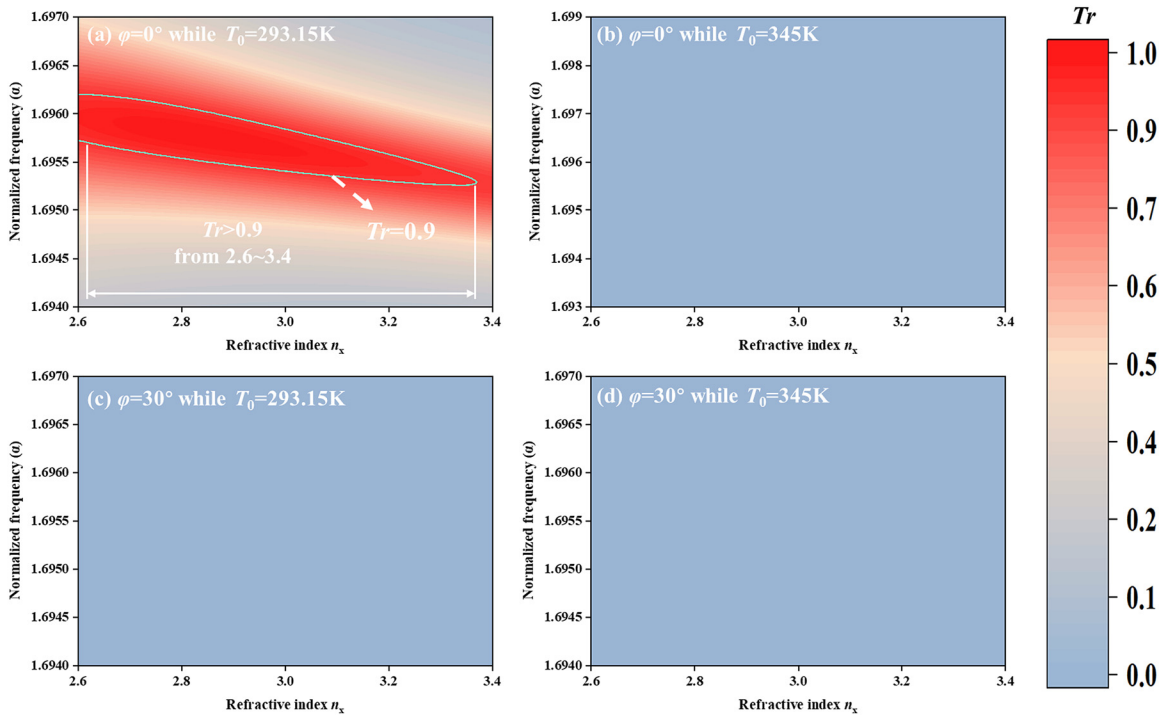 (a) φ=0° while T₀=293.15K
Normalized frequency (α)
1.6970
1.6965
1.6960
1.6955
1.6950
1.6945
1.6940
Tr=0.9
Tr>0.9
from 2.6~3.4
2.6 2.8 3.0 3.2 3.4
Refractive index nₓ
(b) φ=0° while T₀=345K
Normalized frequency (α)
1.699
1.698
1.697
1.696
1.695
1.694
1.693
2.6 2.8 3.0 3.2 3.4
Refractive index nₓ
(c) φ=30° while T₀=293.15K
Normalized frequency (α)
1.6970
1.6965
1.6960
1.6955
1.6950
1.6945
1.6940
2.6 2.8 3.0 3.2 3.4
Refractive index nₓ
(d) φ=30° while T₀=345K
Normalized frequency (α)
1.6970
1.6965
1.6960
1.6955
1.6950
1.6945
1.6940
2.6 2.8 3.0 3.2 3.4
Refractive index nₓ
Tr
1.0
0.9
0.8
0.7
0.6
0.5
0.4
0.2
0.1
0.0